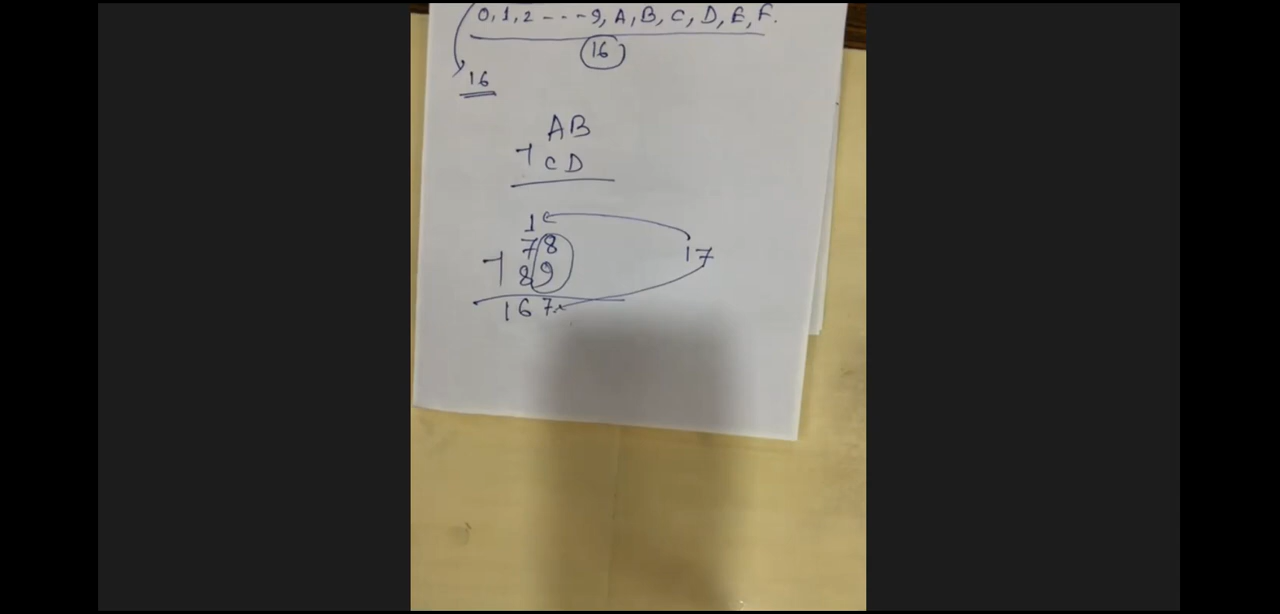 0, 1, 2 ---- 9, A, B, C, D, E, F.
16
16
AB
+ CD
1
78
17
+ 89
167